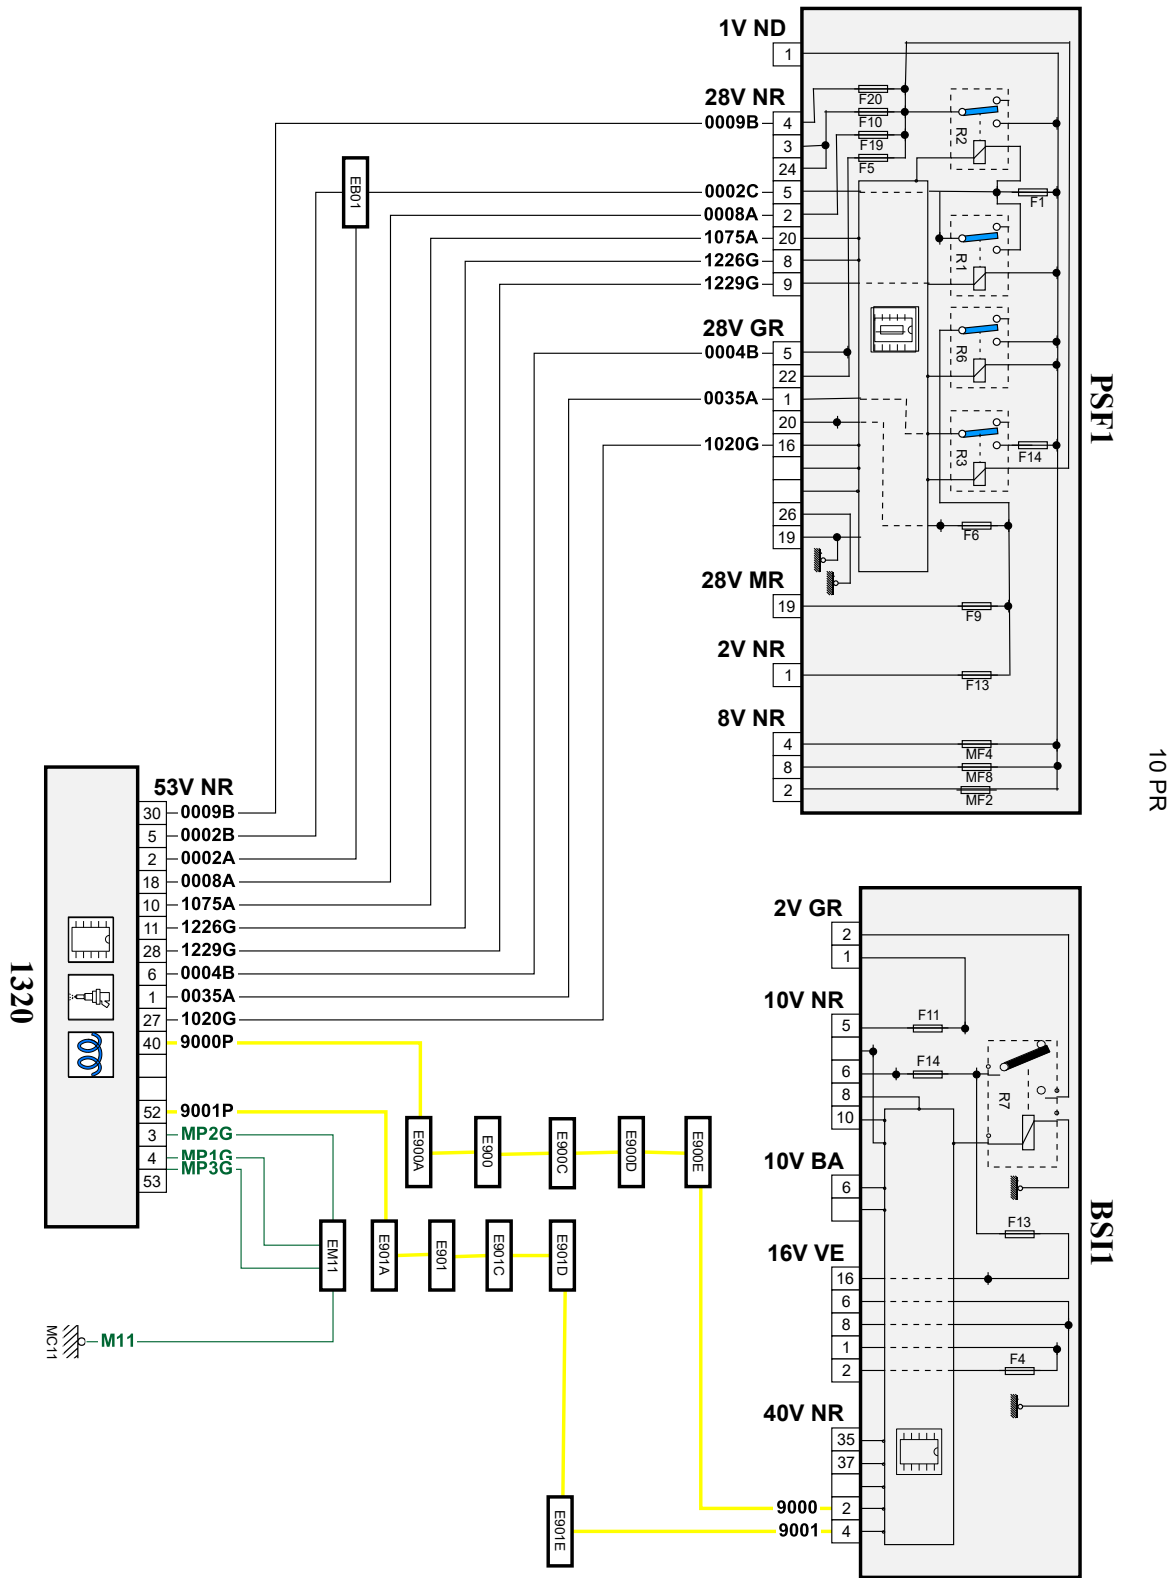 1V ND
1
28V NR
0009B 4
3
24
0002C 5
0008A 2
1075A 20
1226G 8
1229G 9
28V GR
0004B 5
22
0035A 1
20
1020G 16
26
19
28V MR
19
2V NR
1
8V NR
4
8
2
F20
F10
F19
F5
R2
F1
R1
R6
R3
F14
F6
F9
F13
MF4
MF8
MF2
PSF1
10 PR
EB01
53V NR
30 0009B
5 0002B
2 0002A
18 0008A
10 1075A
11 1226G
28 1229G
6 0004B
1 0035A
27 1020G
40 9000P
52 9001P
3 MP2G
4 MP1G
53 MP3G
1320
E900A
E900
E900C
E900D
E900E
EM11
E901A
E901
E901C
E901D
E901E
M11
MC11
2V GR
2
1
10V NR
5
6
8
10
10V BA
6
16V VE
16
6
8
1
2
40V NR
35
37
9000 2
9001 4
F11
F14
R7
F13
F4
BSI1